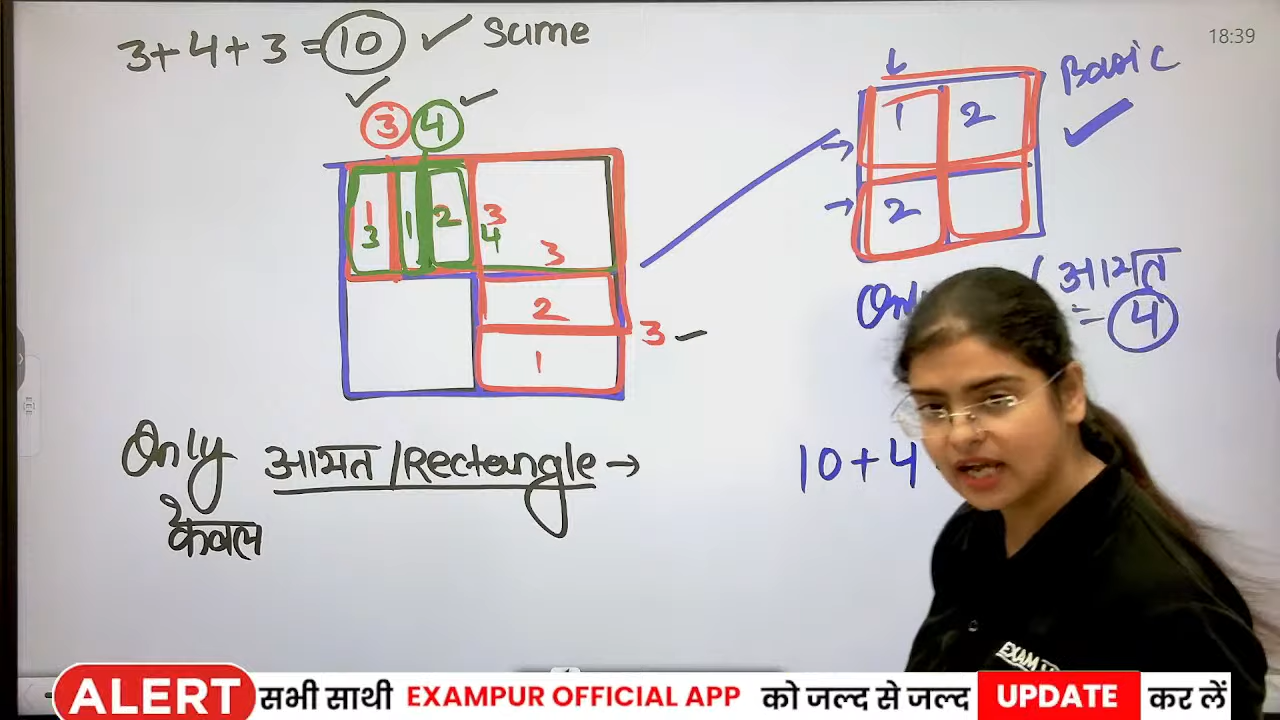 3+4+3=10 ✓ Same
18:39
3 4
1 3 1 2 3 4 3
2
3
1
1 2
2
Basic
आयत
= 4
Only आयत/Rectangle →
केवल
10+4
EXAM
ALERT सभी साथी EXAMPUR OFFICIAL APP को जल्द से जल्द UPDATE कर लें